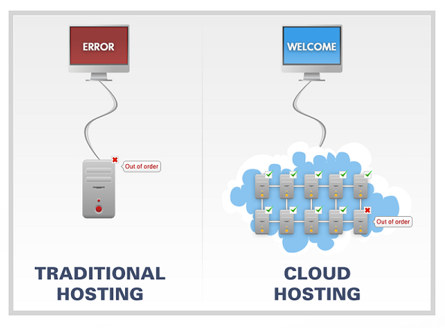 ERROR
WELCOME
Out of order
Out of order
TRADITIONAL
HOSTING
CLOUD
HOSTING